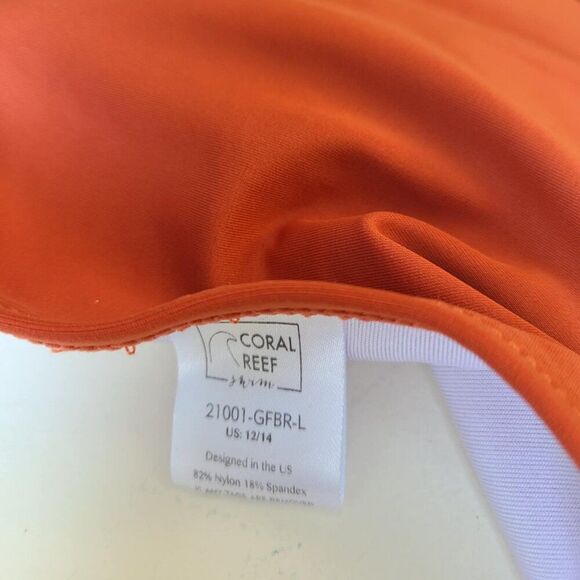 CORAL
REEF
swim
21001-GFBR-L
US: 12/14
Designed in the US
82% Nylon 18% Spandex